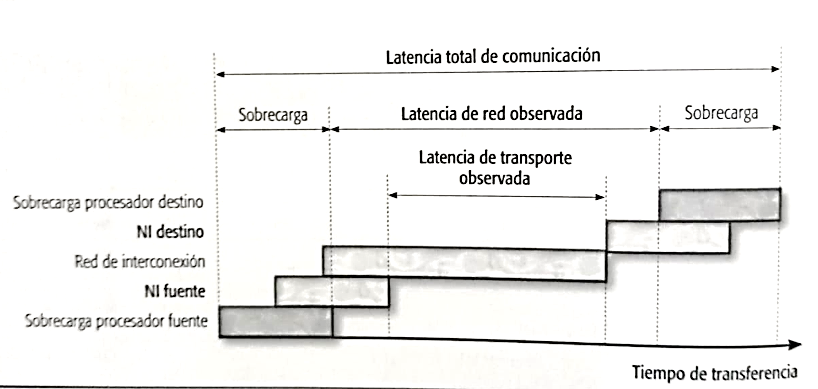 Latencia total de comunicación
Sobrecarga
Latencia de red observada
Sobrecarga
Latencia de transporte
observada
Sobrecarga procesador destino
NI destino
Red de interconexión
NI fuente
Sobrecarga procesador fuente
Tiempo de transferencia